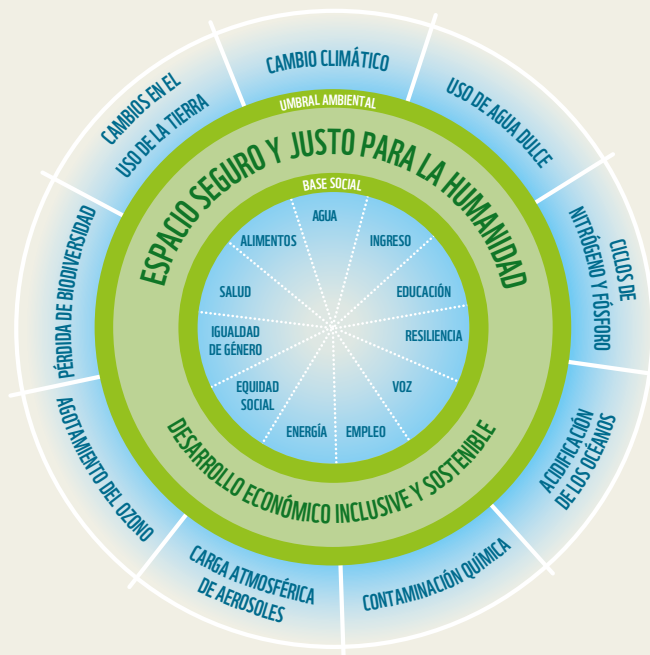 CAMBIO CLIMÁTICO
USO DE AGUA DULCE
CICLOS DE
NITRÓGENO Y FÓSFORO
ACIDIFICACIÓN
DE LOS OCÉANOS
CONTAMINACIÓN QUÍMICA
CARGA ATMOSFÉRICA
DE AEROSOLES
AGOTAMIENTO DEL OZONO
PÉRDIDA DE BIODIVERSIDAD
CAMBIOS EN EL
USO DE LA TIERRA
UMBRAL AMBIENTAL
ESPACIO SEGURO Y JUSTO PARA LA HUMANIDAD
BASE SOCIAL
AGUA
INGRESO
EDUCACIÓN
RESILIENCIA
VOZ
EMPLEO
ENERGÍA
EQUIDAD
SOCIAL
IGUALDAD
DE GÉNERO
SALUD
ALIMENTOS
DESARROLLO ECONÓMICO INCLUSIVE Y SOSTENIBLE